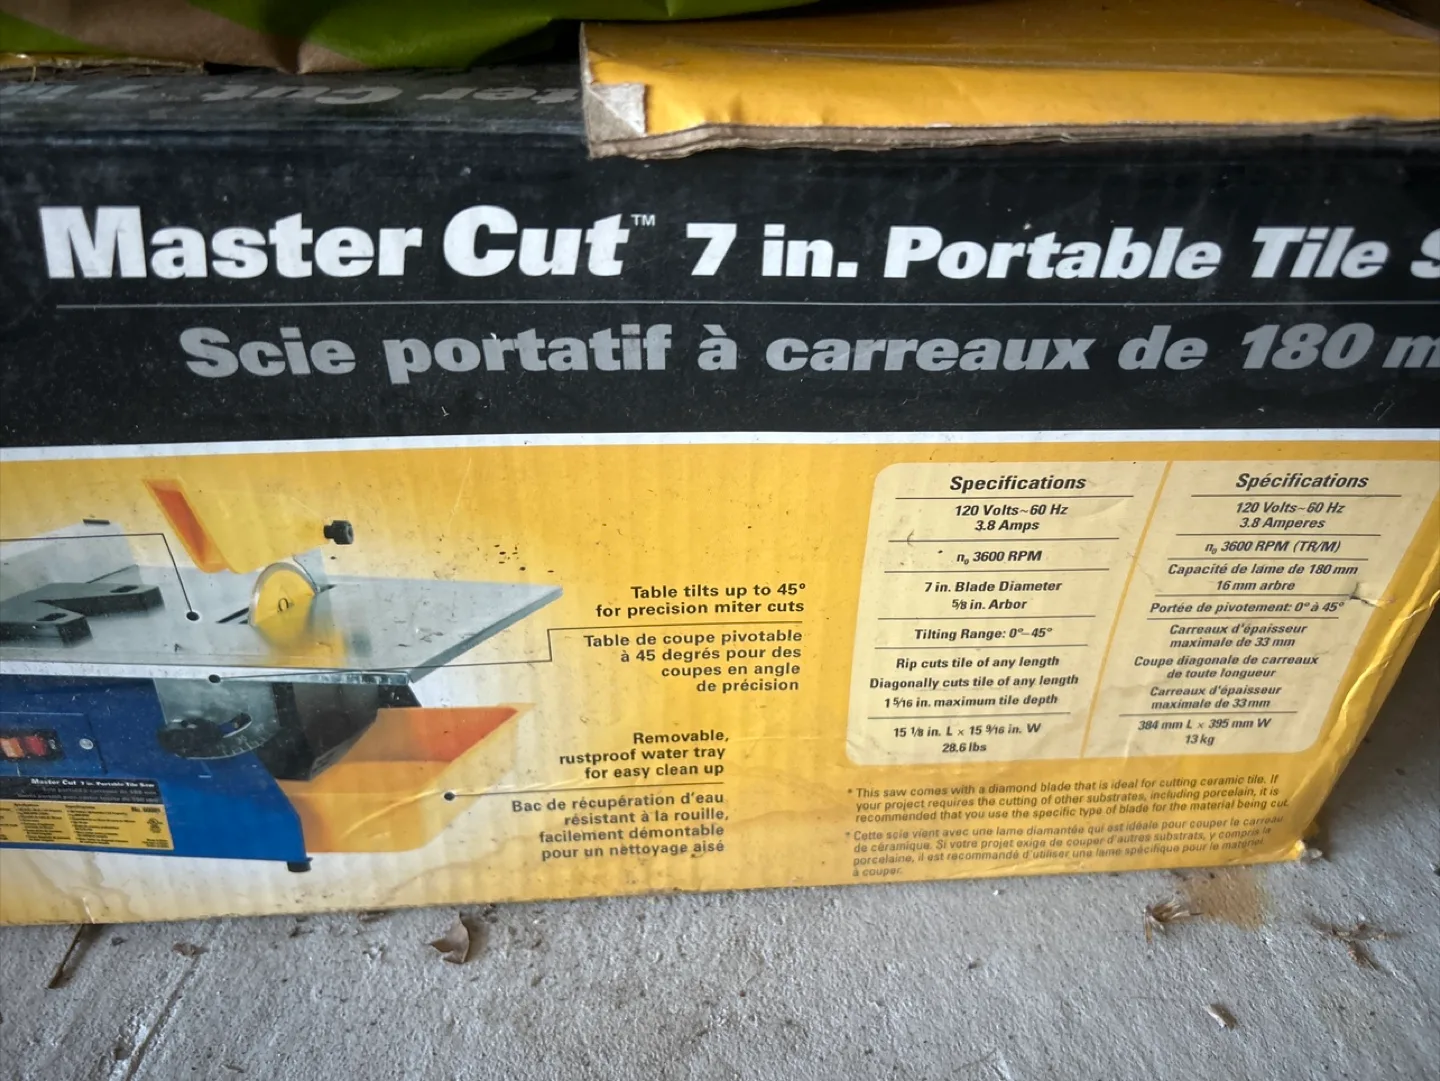 Master Cut™ 7 in. Portable Tile
Scie portatif à carreaux de 180
Specifications
120 Volts~60 Hz
3.8 Amps
n₀ 3600 RPM
7 in. Blade Diameter
5/8 in. Arbor
Tilting Range: 0°–45°
Rip cuts tile of any length
Diagonally cuts tile of any length
1 5/16 in. maximum tile depth
15 1/8 in. L x 15 9/16 in. W
28.6 lbs
Spécifications
120 Volts~60 Hz
3.8 Amperes
n₀ 3600 RPM (TR/M)
Capacité de lame de 180 mm
16 mm arbre
Portée de pivotement: 0° à 45°
Carreaux d'épaisseur
maximale de 33 mm
Coupe diagonale de carreaux
de toute longueur
Carreaux d'épaisseur
maximale de 33 mm
384 mm L x 395 mm W
13 kg
Table tilts up to 45°
for precision miter cuts
Table de coupe pivotable
à 45 degrés pour des
coupes en angle
de précision
Removable,
rustproof water tray
for easy clean up
Bac de récupération d'eau
résistant à la rouille,
facilement démontable
pour un nettoyage aisé
Master Cut 7 in. Portable Tile Saw
* This saw comes with a diamond blade that is ideal for cutting ceramic tile. If
your project requires the cutting of other substrates, including porcelain, it is
recommended that you use the specific type of blade for the material being cut.
* Cette scie vient avec une lame diamantée qui est idéale pour couper le carreau
de céramique. Si votre projet exige de couper d'autres substrats, y compris la
porcelaine, il est recommandé d'utiliser une lame spécifique pour le matériel
à couper.